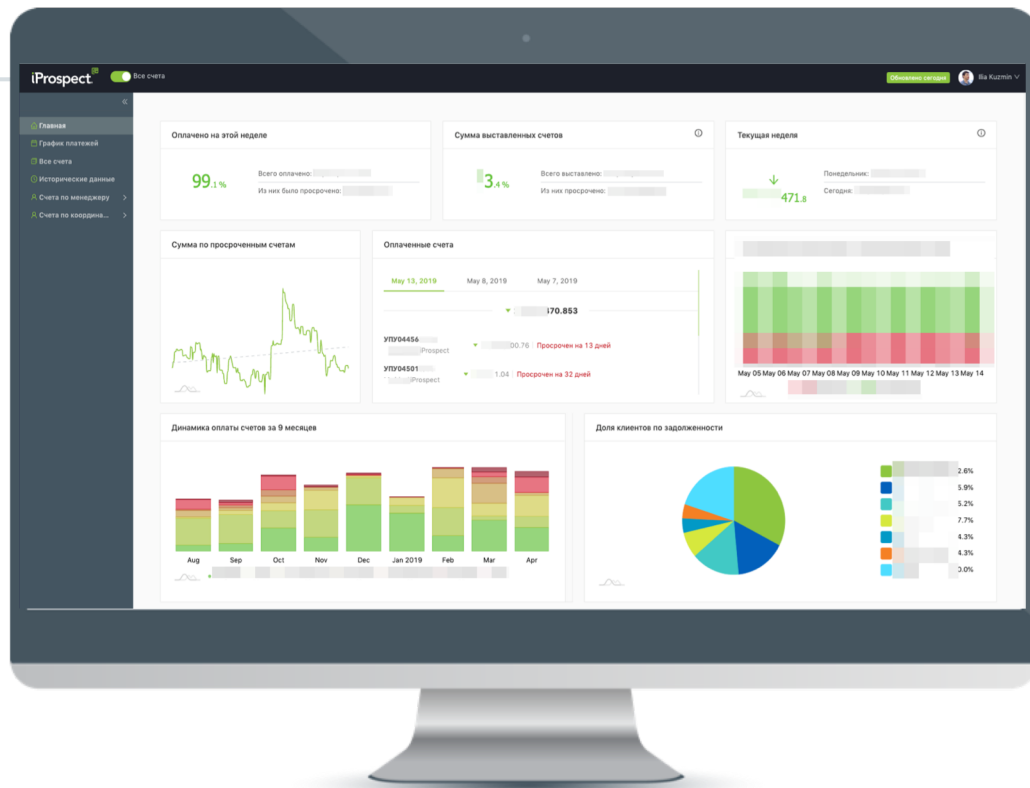 iProspect.
Все счета
Обновлено сегодня
Ilia Kuzmin
Главная
График платежей
Все счета
Исторические данные
Счета по менеджеру
Счета по координа...
Оплачено на этой неделе
99.1 %
Всего оплачено:
Из них было просрочено:
Сумма выставленных счетов
3.4 %
Всего выставлено:
Из них просрочено:
Текущая неделя
471.8
Понедельник:
Сегодня:
Сумма по просроченным счетам
Оплаченные счета
May 13, 2019
May 8, 2019
May 7, 2019
70.853
УПУ04456
iProspect
00.76
Просрочен на 13 дней
УПУ04501
iProspect
1.04
Просрочен на 32 дней
May 05 May 06 May 07 May 08 May 09 May 10 May 11 May 12 May 13 May 14
Динамика оплаты счетов за 9 месяцев
Aug Sep Oct Nov Dec Jan 2019 Feb Mar Apr
Доля клиентов по задолженности
2.6%
5.9%
5.2%
7.7%
4.3%
4.3%
0.0%